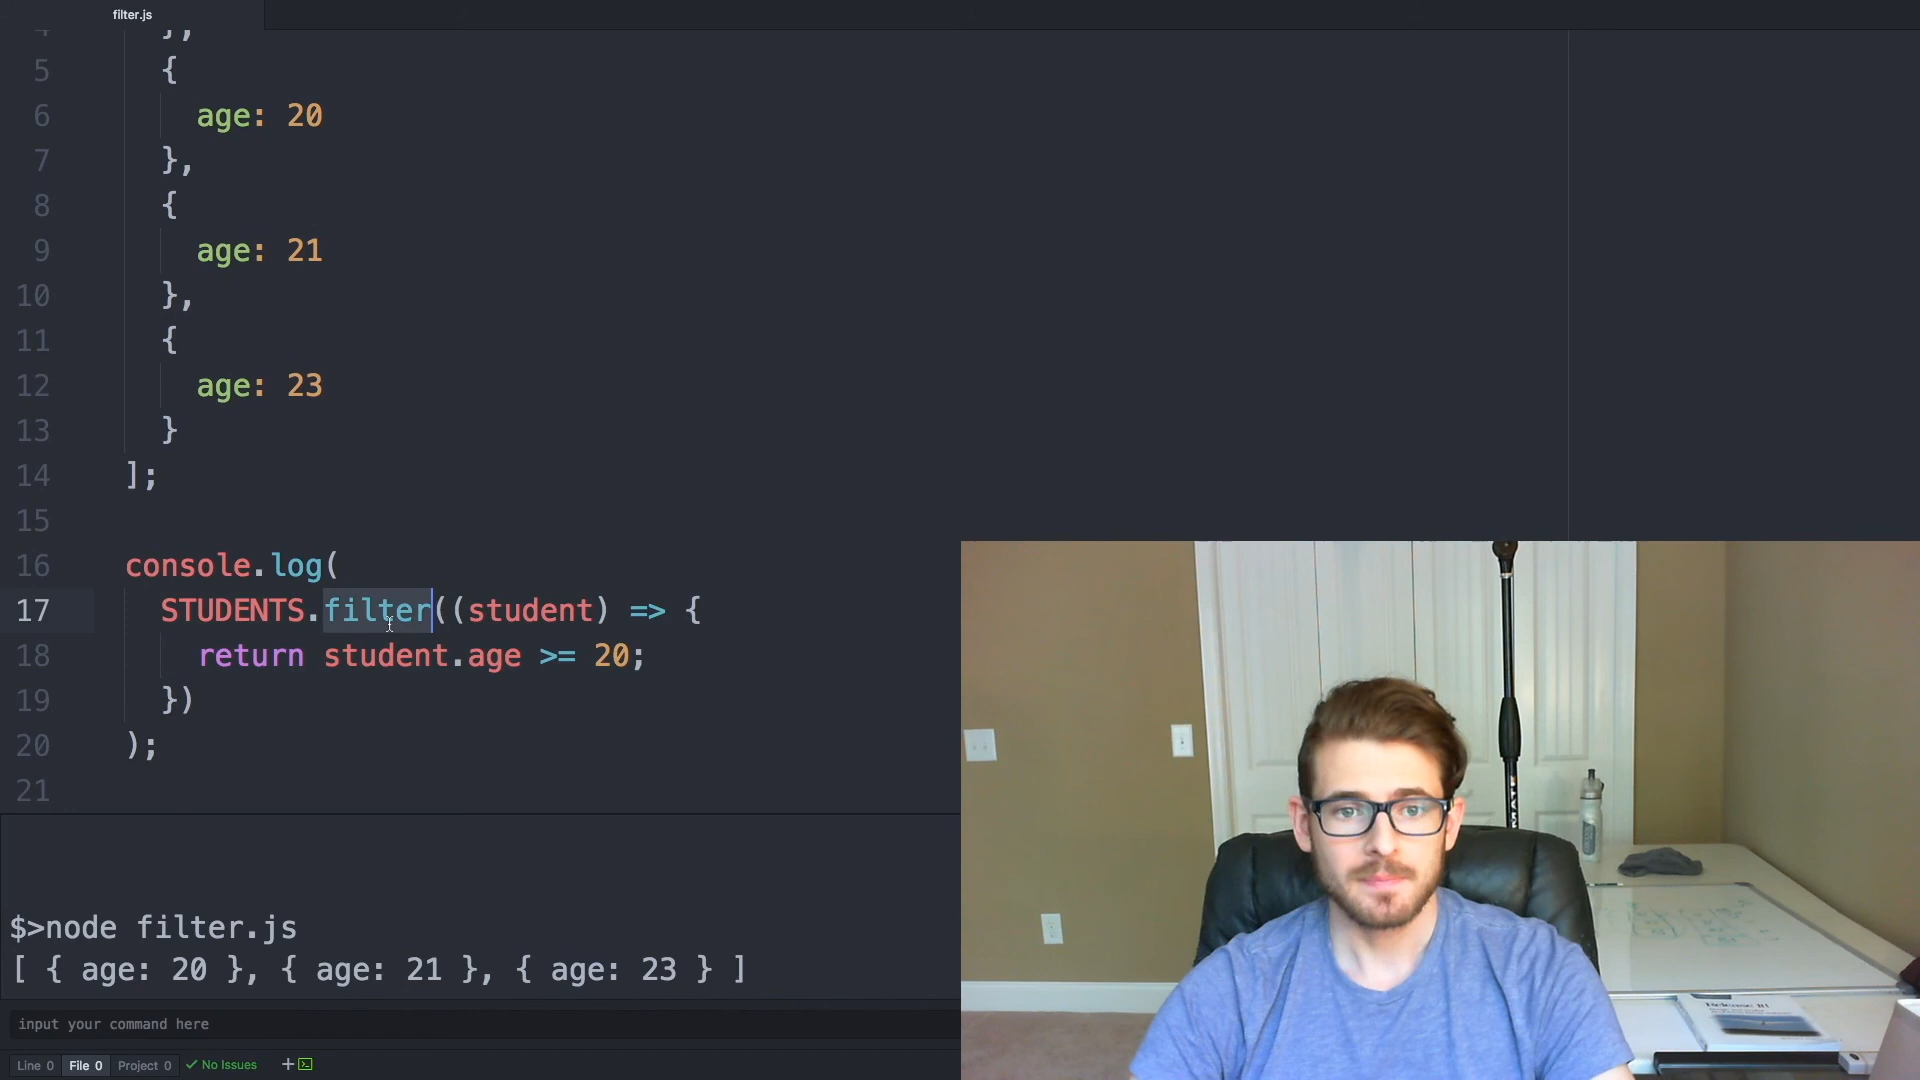 filter.js
4 },
5 {
6 age: 20
7 },
8 {
9 age: 21
10 },
11 {
12 age: 23
13 }
14 ];
15
16 console.log(
17 STUDENTS.filter((student) => {
18 return student.age >= 20;
19 })
20 );
21
$>node filter.js
[ { age: 20 }, { age: 21 }, { age: 23 } ]
input your command here
Line 0 File 0 Project 0 No Issues